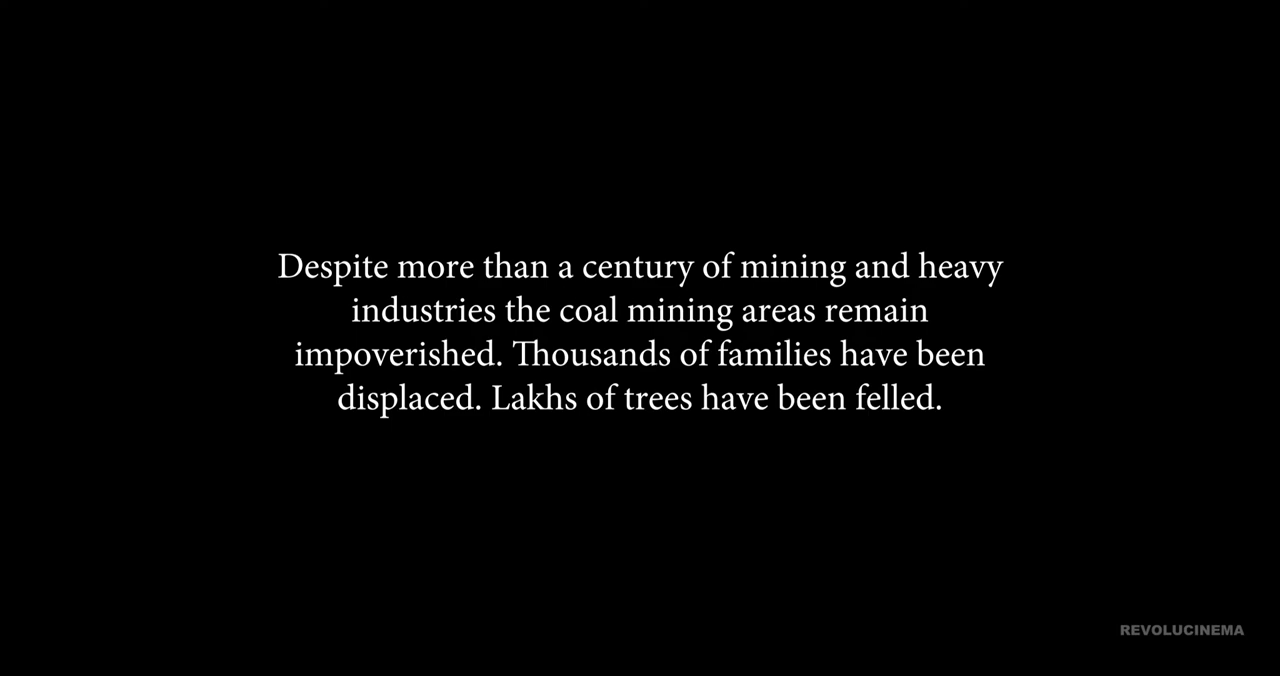 Despite more than a century of mining and heavy
industries the coal mining areas remain
impoverished. Thousands of families have been
displaced. Lakhs of trees have been felled.
REVOLUCINEMA